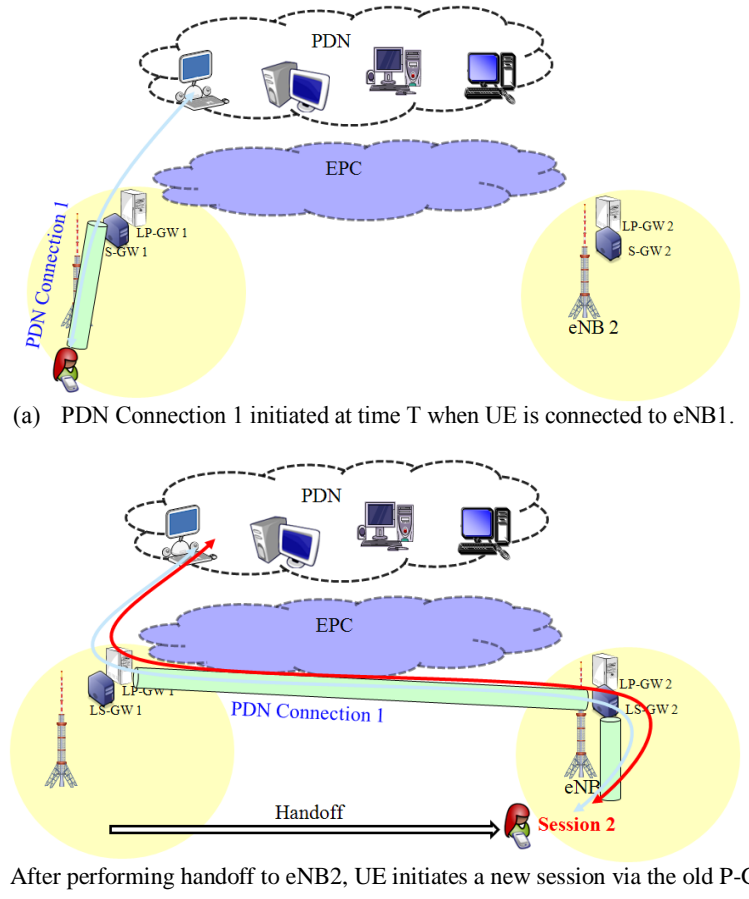 PDN
EPC
LP-GW 1
S-GW 1
PDN Connection 1
LP-GW 2
S-GW 2
eNB 2
(a) PDN Connection 1 initiated at time T when UE is connected to eNB1.
PDN
EPC
LP-GW 1
LS-GW 1
PDN Connection 1
LP-GW 2
LS-GW 2
eNB
Handoff
Session 2
After performing handoff to eNB2, UE initiates a new session via the old